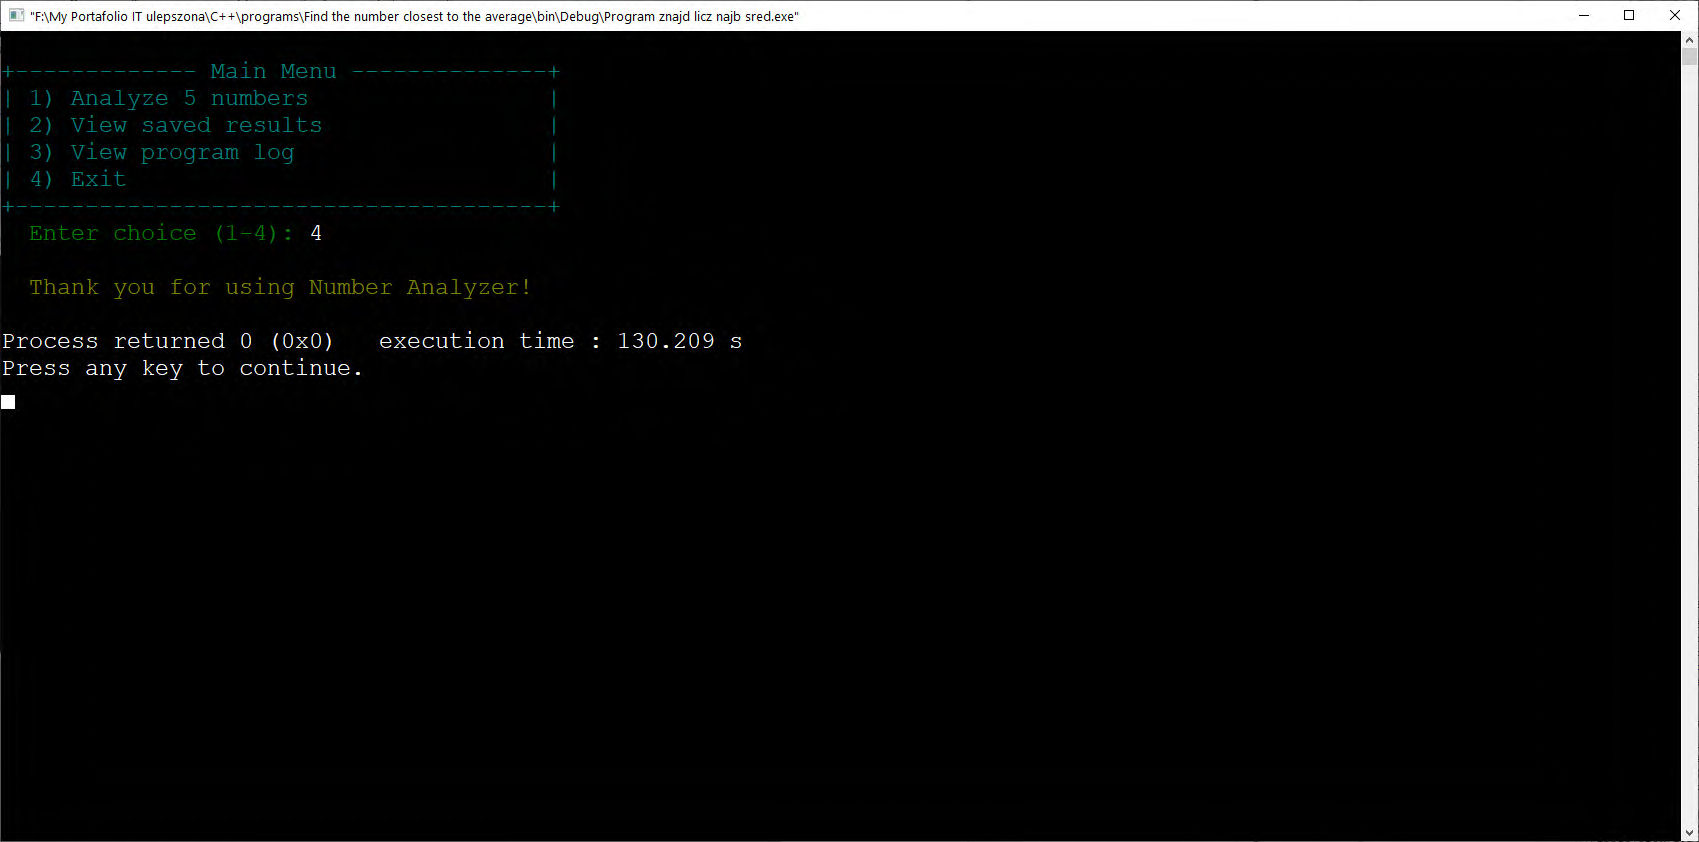 "F:\My Portafolio IT ulepszona\C++\programs\Find the number closest to the average\bin\Debug\Program znajd licz najb sred.exe"
+------------- Main Menu --------------+
| 1) Analyze 5 numbers                 |
| 2) View saved results                |
| 3) View program log                  |
| 4) Exit                              |
+--------------------------------------+
  Enter choice (1-4): 4
  Thank you for using Number Analyzer!
Process returned 0 (0x0)   execution time : 130.209 s
Press any key to continue.